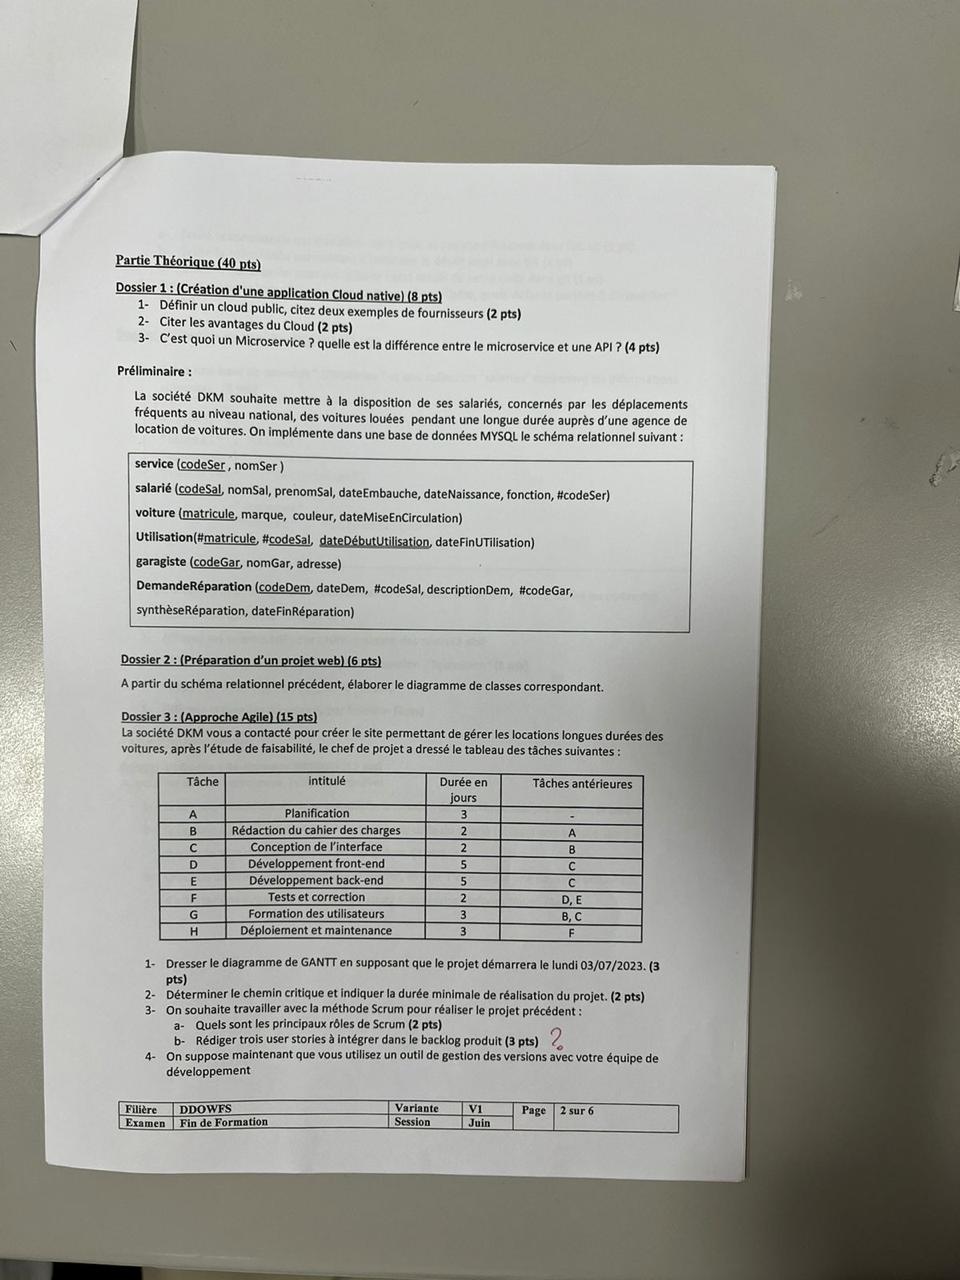 Partie Théorique (40 pts)
Dossier 1 : (Création d'une application Cloud native) (8 pts)
1- Définir un cloud public, citez deux exemples de fournisseurs (2 pts)
2- Citer les avantages du Cloud (2 pts)
3- C'est quoi un Microservice ? quelle est la différence entre le microservice et une API ? (4 pts)
Préliminaire :
La société DKM souhaite mettre à la disposition de ses salariés, concernés par les déplacements
fréquents au niveau national, des voitures louées pendant une longue durée auprès d'une agence de
location de voitures. On implémente dans une base de données MYSQL le schéma relationnel suivant :
service (codeSer , nomSer )
salarié (codeSal, nomSal, prenomSal, dateEmbauche, dateNaissance, fonction, #codeSer)
voiture (matricule, marque, couleur, dateMiseEnCirculation)
Utilisation(#matricule, #codeSal, dateDébutUtilisation, dateFinUTilisation)
garagiste (codeGar, nomGar, adresse)
DemandeRéparation (codeDem, dateDem, #codeSal, descriptionDem, #codeGar,
synthèseRéparation, dateFinRéparation)
Dossier 2 : (Préparation d'un projet web) (6 pts)
A partir du schéma relationnel précédent, élaborer le diagramme de classes correspondant.
Dossier 3 : (Approche Agile) (15 pts)
La société DKM vous a contacté pour créer le site permettant de gérer les locations longues durées des
voitures, après l'étude de faisabilité, le chef de projet a dressé le tableau des tâches suivantes :
Tâche intitulé Durée en jours Tâches antérieures
A Planification 3 -
B Rédaction du cahier des charges 2 A
C Conception de l'interface 2 B
D Développement front-end 5 C
E Développement back-end 5 C
F Tests et correction 2 D, E
G Formation des utilisateurs 3 B, C
H Déploiement et maintenance 3 F
1- Dresser le diagramme de GANTT en supposant que le projet démarrera le lundi 03/07/2023. (3
pts)
2- Déterminer le chemin critique et indiquer la durée minimale de réalisation du projet. (2 pts)
3- On souhaite travailler avec la méthode Scrum pour réaliser le projet précédent :
a- Quels sont les principaux rôles de Scrum (2 pts)
b- Rédiger trois user stories à intégrer dans le backlog produit (3 pts) ?
4- On suppose maintenant que vous utilisez un outil de gestion des versions avec votre équipe de
développement
Filière DDOWFS Variante V1 Page 2 sur 6
Examen Fin de Formation Session Juin